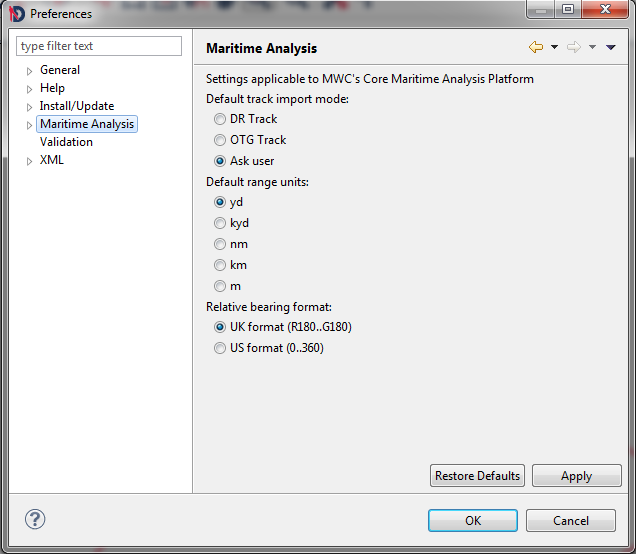 Preferences
type filter text
General
Help
Install/Update
Maritime Analysis
Validation
XML
Maritime Analysis
Settings applicable to MWC's Core Maritime Analysis Platform
Default track import mode:
DR Track
OTG Track
Ask user
Default range units:
yd
kyd
nm
km
m
Relative bearing format:
UK format (R180..G180)
US format (0..360)
Restore Defaults
Apply
?
OK
Cancel